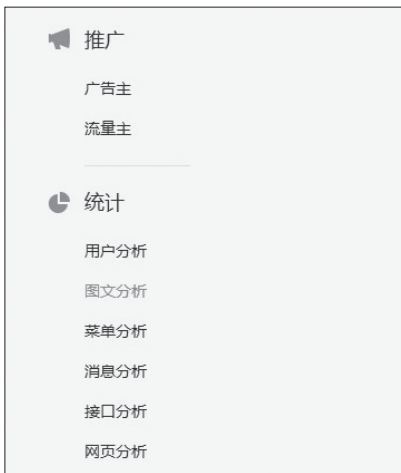 推广
广告主
流量主
统计
用户分析
图文分析
菜单分析
消息分析
接口分析
网页分析